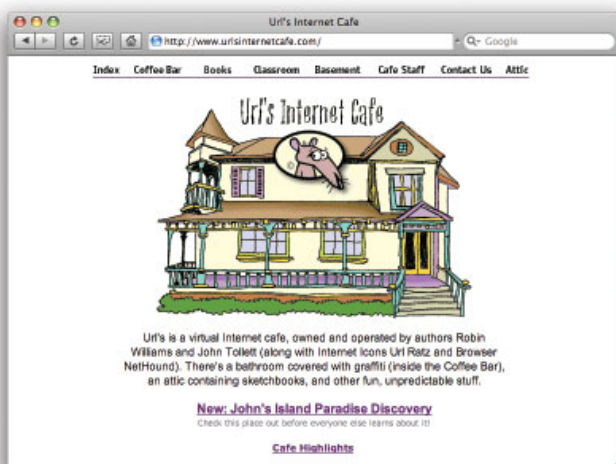 Url's Internet Cafe
http://www.urlsinternetcafe.com/
Google
Index Coffee Bar Books Classroom Basement Cafe Staff Contact Us Attic
Url's Internet Cafe
©
Url's is a virtual Internet cafe, owned and operated by authors Robin
Williams and John Tollett (along with Internet Icons Url Ratz and Browser
NetHound). There's a bathroom covered with graffiti (inside the Coffee Bar),
an attic containing sketchbooks, and other fun, unpredictable stuff.
New: John's Island Paradise Discovery
Check this place out before everyone else learns about it!
Cafe Highlights